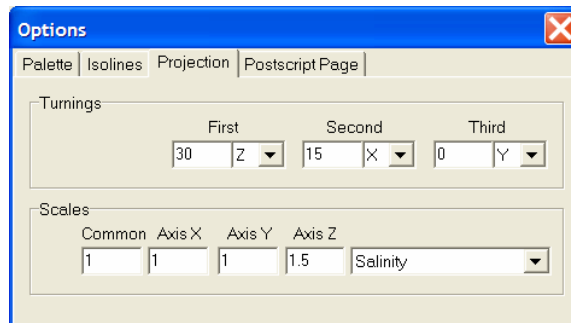 Options
Palette Isolines Projection Postscript Page
Turnings
First Second Third
30 Z 15 X 0 Y
Scales
Common Axis X Axis Y Axis Z
1 1 1 1.5 Salinity